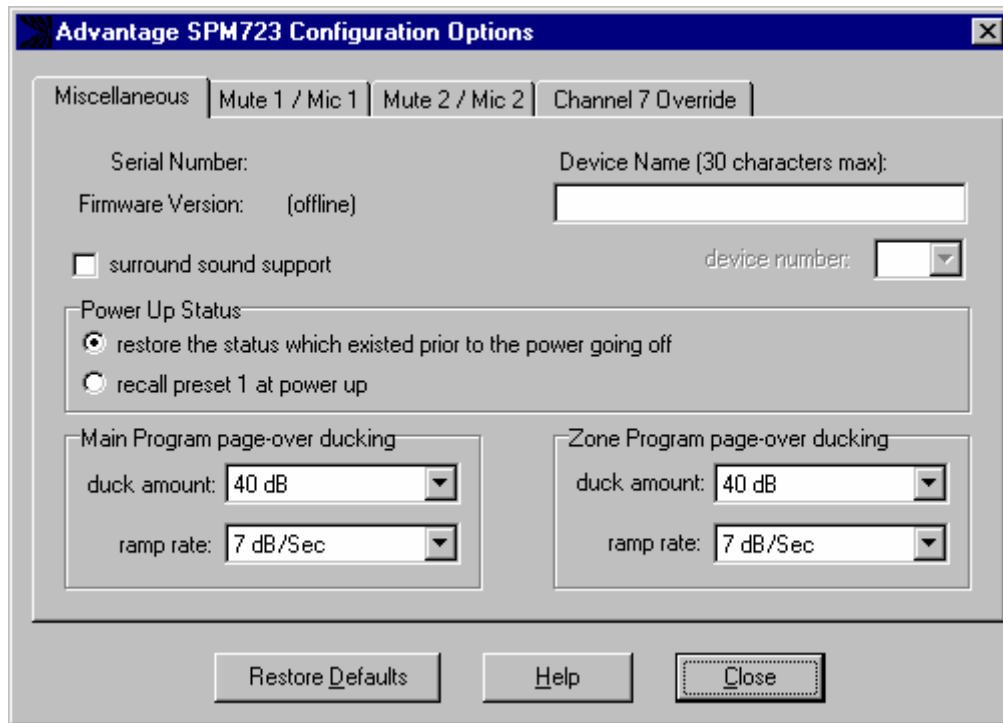 Advantage SPM723 Configuration Options
Miscellaneous
Mute 1 / Mic 1
Mute 2 / Mic 2
Channel 7 Override
Serial Number:
Device Name (30 characters max):
Firmware Version: (offline)
surround sound support
device number:
Power Up Status
restore the status which existed prior to the power going off
recall preset 1 at power up
Main Program page-over ducking
duck amount: 40 dB
ramp rate: 7 dB/Sec
Zone Program page-over ducking
duck amount: 40 dB
ramp rate: 7 dB/Sec
Restore Defaults
Help
Close